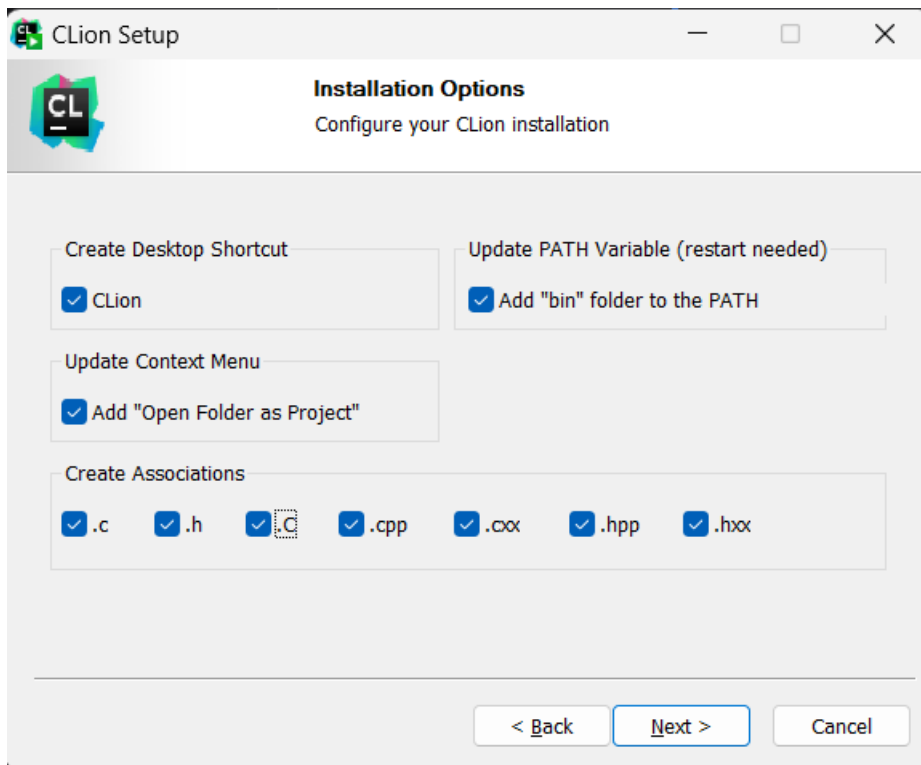 CLion Setup
CL
Installation Options
Configure your CLion installation
Create Desktop Shortcut
CLion
Update PATH Variable (restart needed)
Add "bin" folder to the PATH
Update Context Menu
Add "Open Folder as Project"
Create Associations
.c .h .C .cpp .cxx .hpp .hxx
< Back Next > Cancel